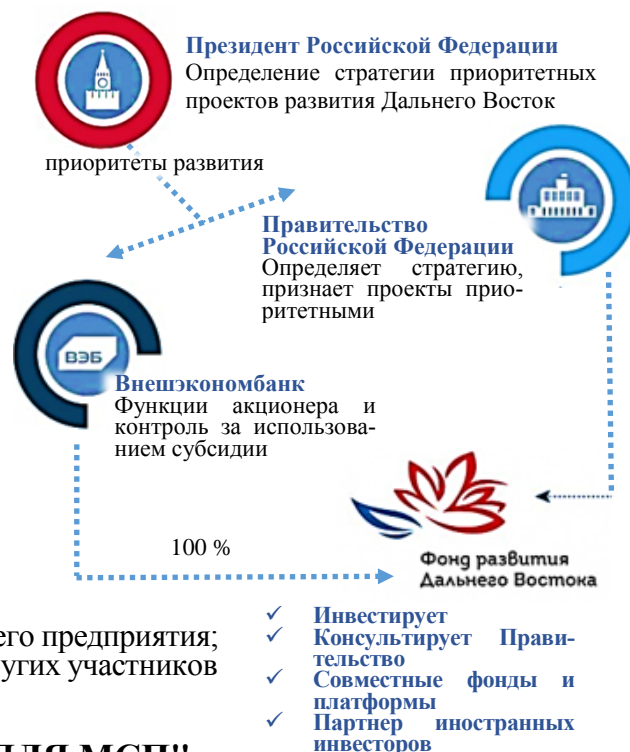 Президент Российской Федерации
Определение стратегии приоритетных
проектов развития Дальнего Восток
приоритеты развития
Правительство
Российской Федерации
Определяет стратегию,
признает проекты прио-
ритетными
ВЭБ
Внешэкономбанк
Функции акционера и
контроль за использова-
нием субсидии
100 %
Фонд развития
Дальнего Востока
его предприятия;
ругих участников
✓ Инвестирует
✓ Консультирует Прави-
тельство
✓ Совместные фонды и
платформы
✓ Партнер иностранных
инвесторов
ДЛЯ МСП"